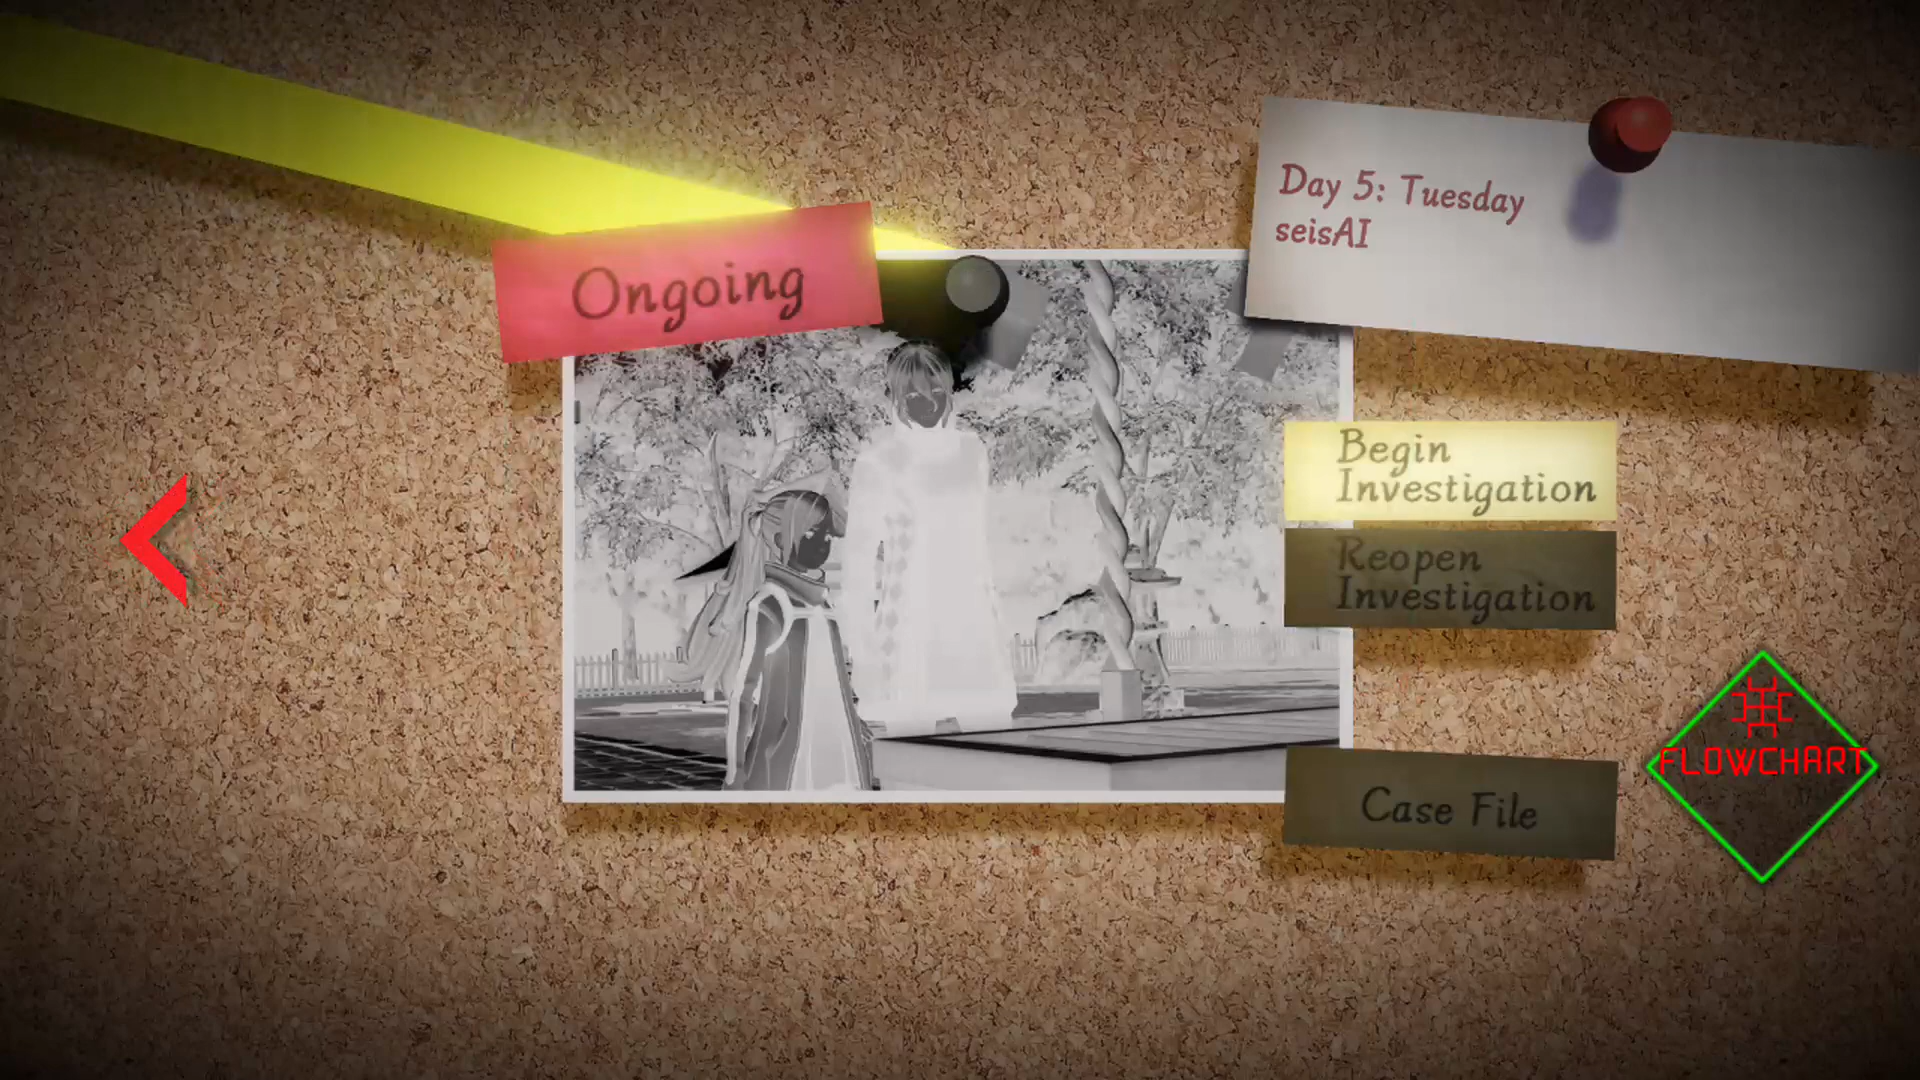 Ongoing
Day 5: Tuesday
seisAI
Begin
Investigation
Reopen
Investigation
FLOWCHART
Case File